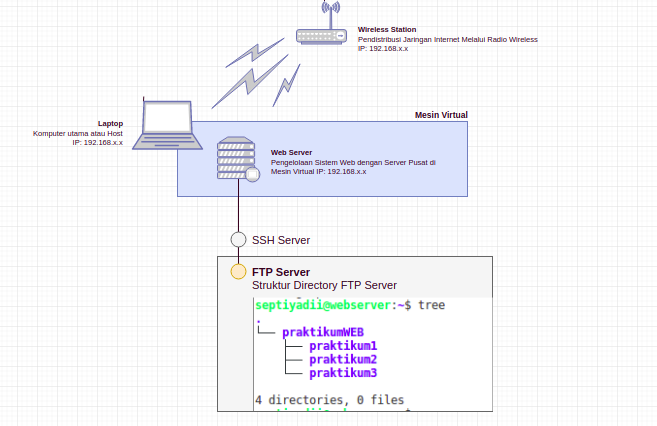 Wireless Station
Pendistribusi Jaringan Internet Melalui Radio Wireless
IP: 192.168.x.x
Mesin Virtual
Laptop
Komputer utama atau Host
IP: 192.168.x.x
Web Server
Pengelolaan Sistem Web dengan Server Pusat di
Mesin Virtual IP: 192.168.x.x
SSH Server
FTP Server
Struktur Directory FTP Server
septiyadii@webserver:~$ tree
.
└── praktikumWEB
├── praktikum1
├── praktikum2
└── praktikum3
4 directories, 0 files